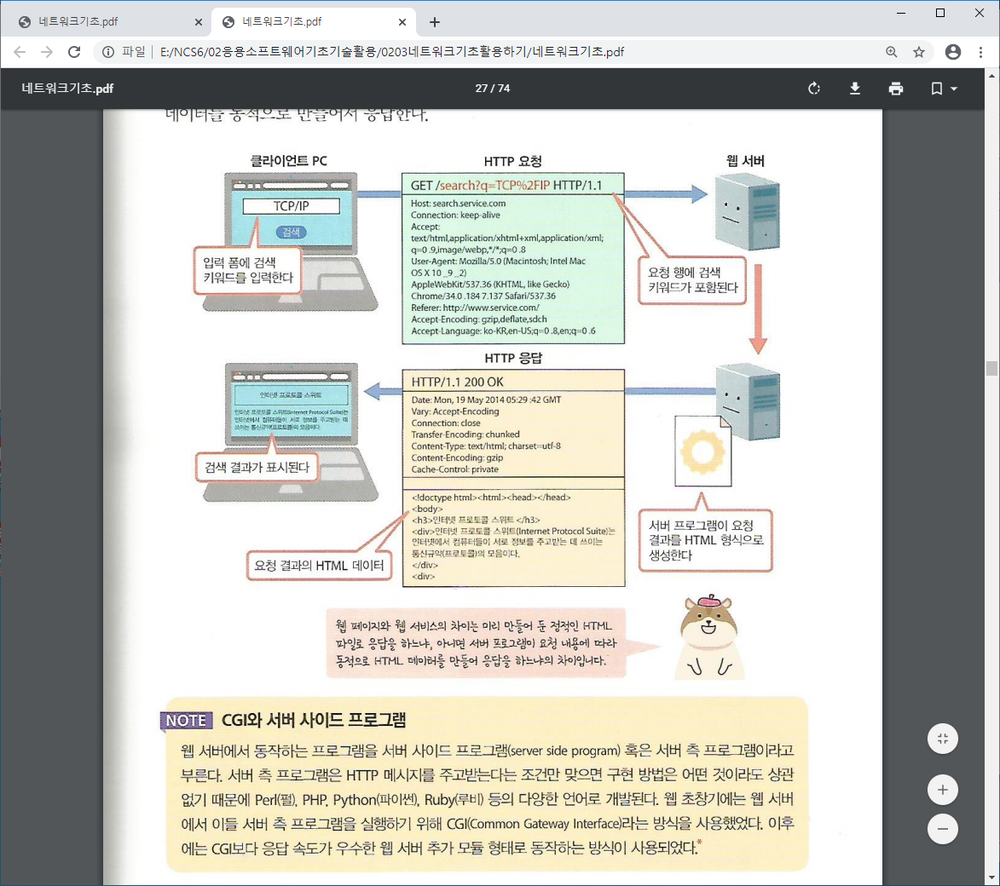 네트워크기초.pdf
네트워크기초.pdf
파일 E:/NCS6/02응용소프트웨어기초기술활용/0203네트워크기초활용하기/네트워크기초.pdf
네트워크기초.pdf
27 / 74
데이터를 동적으로 만들어서 응답한다.
클라이언트 PC
HTTP 요청
웹 서버
TCP/IP
검색
입력 폼에 검색
키워드를 입력한다
GET /search?q=TCP%2FIP HTTP/1.1
Host: search.service.com
Connection: keep-alive
Accept:
text/html,application/xhtml+xml,application/xml;
q=0 .9,image/webp,*/*;q=0 .8
User-Agent: Mozilla/5.0 (Macintosh; Intel Mac
OS X 10 _9 _2)
AppleWebKit/537.36 (KHTML, like Gecko)
Chrome/34.0 .184 7.137 Safari/537.36
Referer: http://www.service.com/
Accept-Encoding: gzip,deflate,sdch
Accept-Language: ko-KR,en-US;q=0 .8,en;q=0 .6
요청 행에 검색
키워드가 포함된다
HTTP 응답
인터넷 프로토콜 스위트
인터넷 프로토콜 스위트(Internet Protocol Suite)는
인터넷에서 컴퓨터들이 서로 정보를 주고받는 데
쓰이는 통신규약(프로토콜)의 모음이다.
검색 결과가 표시된다
HTTP/1.1 200 OK
Date: Mon, 19 May 2014 05:29 :42 GMT
Vary: Accept-Encoding
Connection: close
Transfer-Encoding: chunked
Content-Type: text/html; charset=utf-8
Content-Encoding: gzip
Cache-Control: private
<!doctype html><html><head></head>
<body>
<h3>인터넷 프로토콜 스위트 </h3>
<div>인터넷 프로토콜 스위트(Internet Protocol Suite)는
인터넷에서 컴퓨터들이 서로 정보를 주고받는 데 쓰이는
통신규약(프로토콜)의 모음이다.
</div>
<div>
요청 결과의 HTML 데이터
서버 프로그램이 요청
결과를 HTML 형식으로
생성한다
웹 페이지와 웹 서비스의 차이는 미리 만들어 둔 정적인 HTML
파일로 응답을 하느냐, 아니면 서버 프로그램이 요청 내용에 따라
동적으로 HTML 데이터를 만들어 응답을 하느냐의 차이입니다.
NOTE CGI와 서버 사이드 프로그램
웹 서버에서 동작하는 프로그램을 서버 사이드 프로그램(server side program) 혹은 서버 측 프로그램이라고
부른다. 서버 측 프로그램은 HTTP 메시지를 주고받는다는 조건만 맞으면 구현 방법은 어떤 것이라도 상관
없기 때문에 Perl(펄), PHP, Python(파이썬), Ruby(루비) 등의 다양한 언어로 개발된다. 웹 초창기에는 웹 서버
에서 이들 서버 측 프로그램을 실행하기 위해 CGI(Common Gateway Interface)라는 방식을 사용했었다. 이후
에는 CGI보다 응답 속도가 우수한 웹 서버 추가 모듈 형태로 동작하는 방식이 사용되었다.*